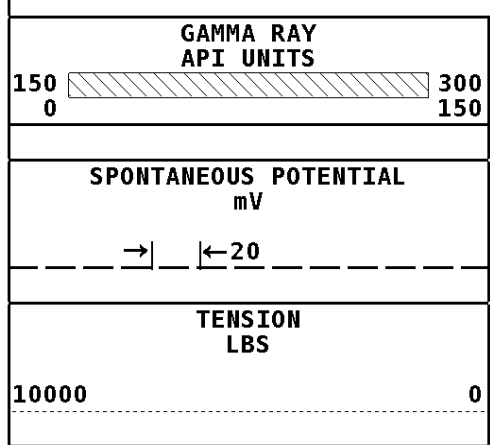 GAMMA RAY
API UNITS
150 300
0 150
SPONTANEOUS POTENTIAL
mV
→| |←20
TENSION
LBS
10000 0